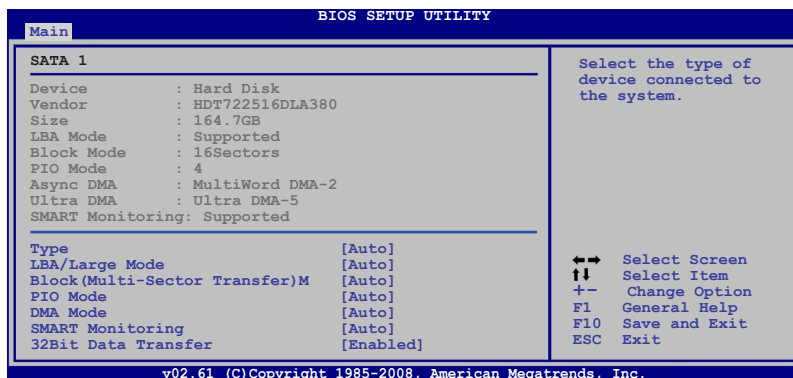 BIOS SETUP UTILITY
Main
SATA 1
Device : Hard Disk
Vendor : HDT722516DLA380
Size : 164.7GB
LBA Mode : Supported
Block Mode : 16Sectors
PIO Mode : 4
Async DMA : MultiWord DMA-2
Ultra DMA : Ultra DMA-5
SMART Monitoring: Supported
Type [Auto]
LBA/Large Mode [Auto]
Block(Multi-Sector Transfer)M [Auto]
PIO Mode [Auto]
DMA Mode [Auto]
SMART Monitoring [Auto]
32Bit Data Transfer [Enabled]
Select the type of
device connected to
the system.
←→ Select Screen
↑↓ Select Item
+- Change Option
F1 General Help
F10 Save and Exit
ESC Exit
v02.61 (C)Copyright 1985-2008, American Megatrends, Inc.